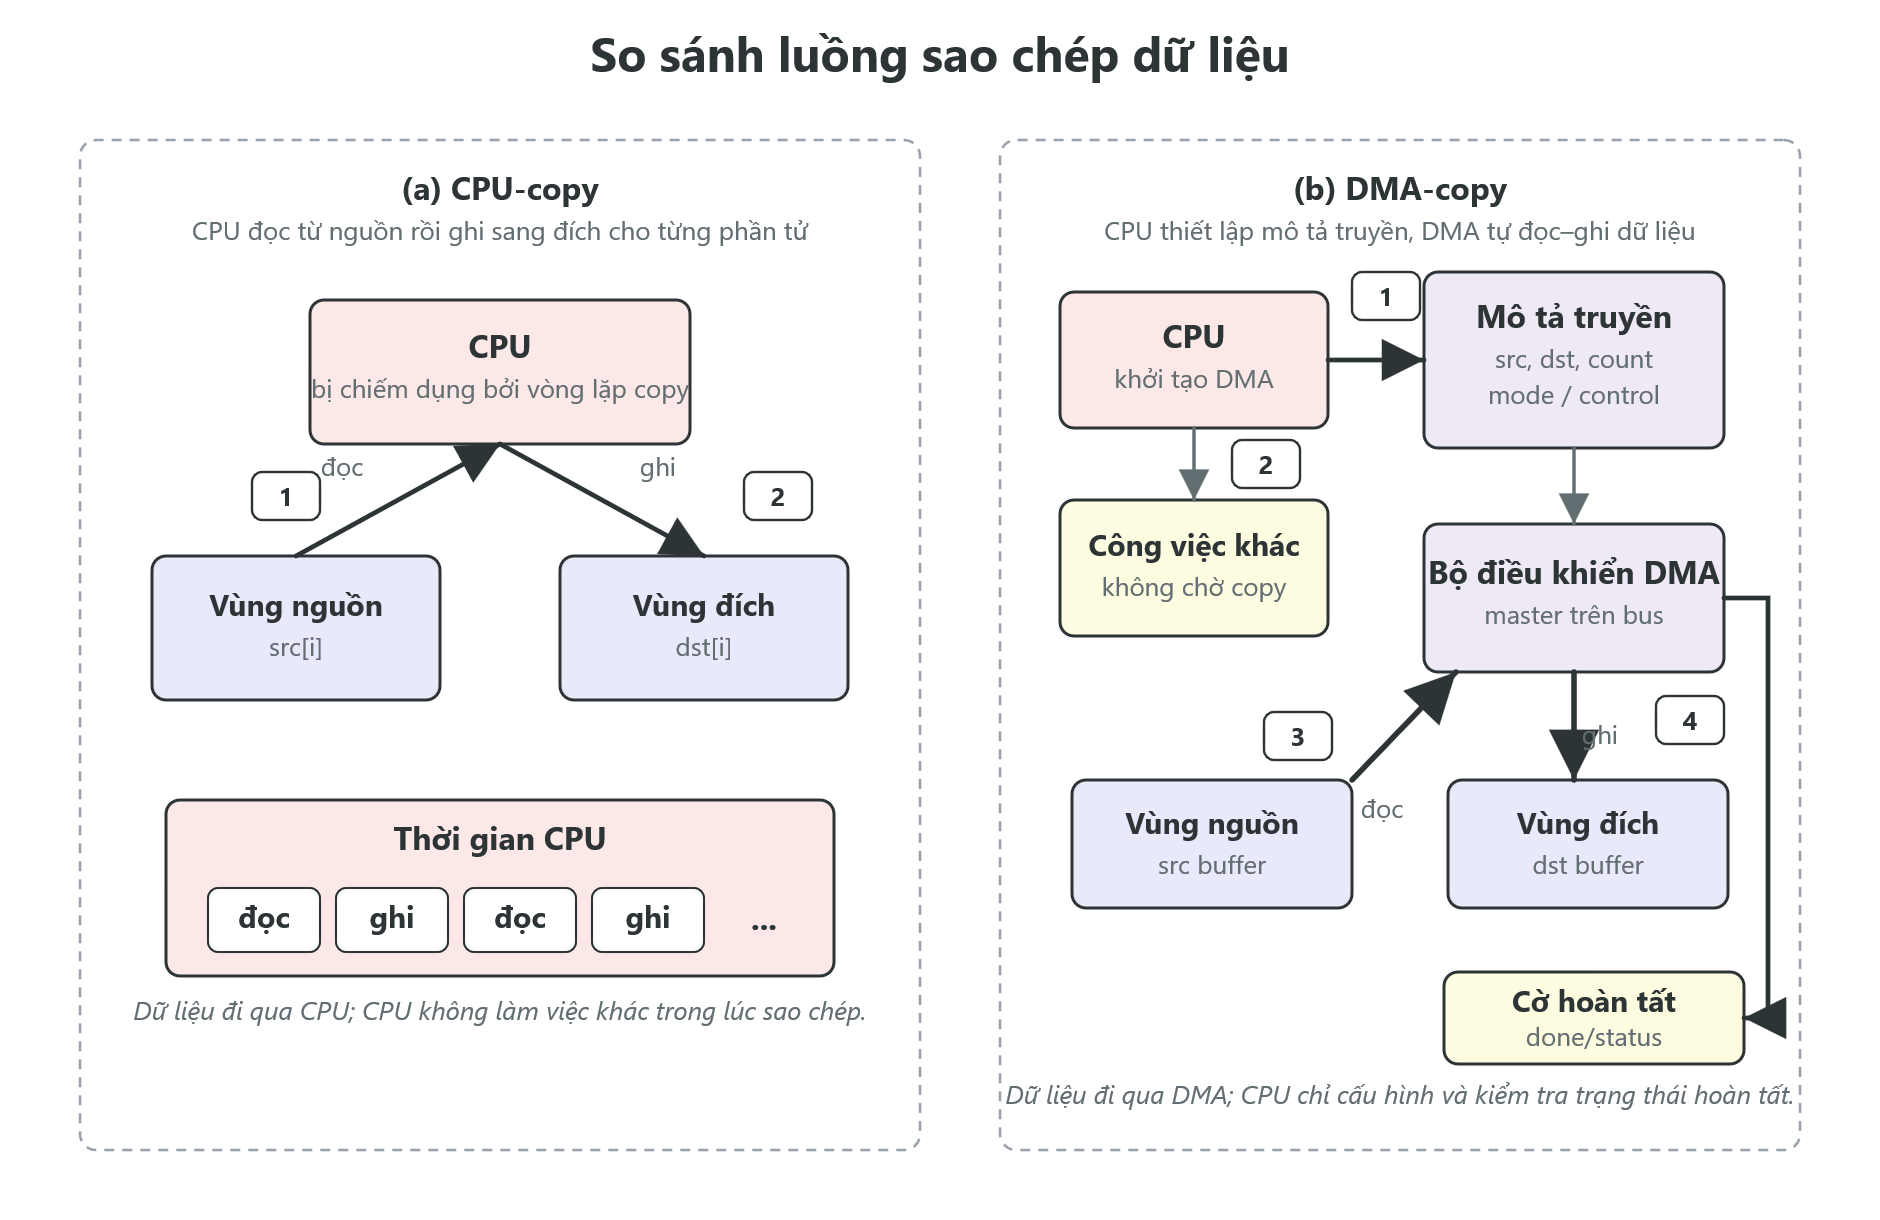 So sánh luồng sao chép dữ liệu
(a) CPU-copy
CPU đọc từ nguồn rồi ghi sang đích cho từng phần tử
CPU
bị chiếm dụng bởi vòng lặp copy
đọc
ghi
1
2
Vùng nguồn
src[i]
Vùng đích
dst[i]
Thời gian CPU
đọc
ghi
đọc
ghi
...
Dữ liệu đi qua CPU; CPU không làm việc khác trong lúc sao chép.
(b) DMA-copy
CPU thiết lập mô tả truyền, DMA tự đọc–ghi dữ liệu
CPU
khởi tạo DMA
1
Mô tả truyền
src, dst, count
mode / control
2
Công việc khác
không chờ copy
Bộ điều khiển DMA
master trên bus
3
4
ghi
đọc
Vùng nguồn
src buffer
Vùng đích
dst buffer
Cờ hoàn tất
done/status
Dữ liệu đi qua DMA; CPU chỉ cấu hình và kiểm tra trạng thái hoàn tất.